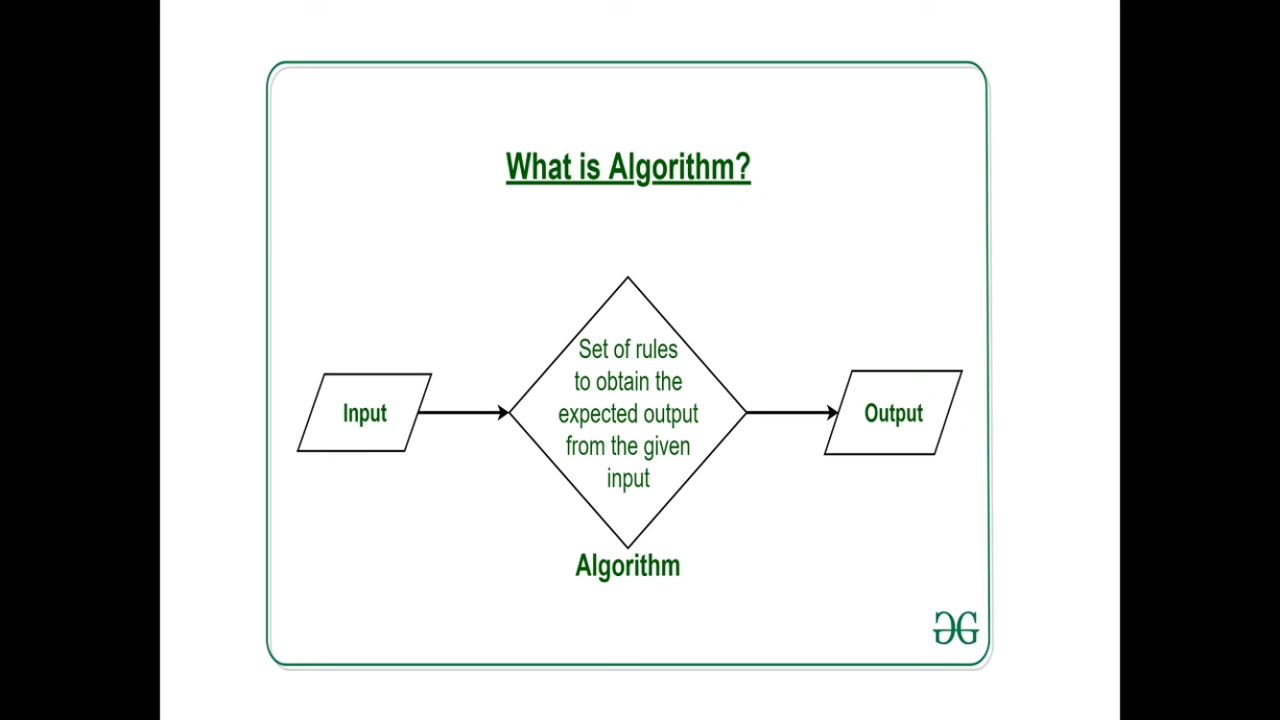 What is Algorithm?
Set of rules
to obtain the
expected output
from the given
input
Input
Output
Algorithm